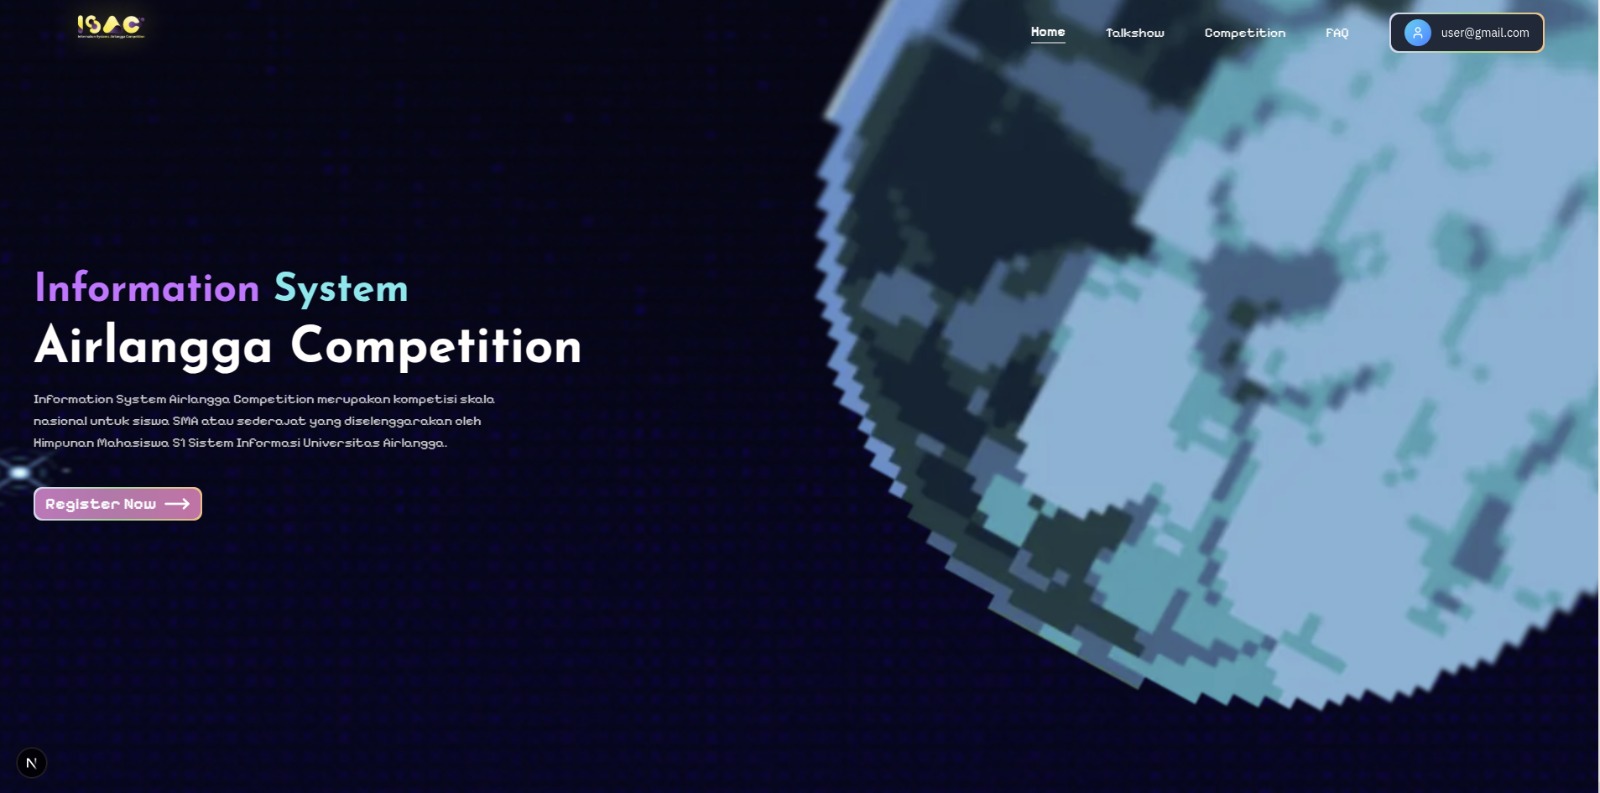 ISAC
Home
Talkshow
Competition
FAQ
user@gmail.com
Information System
Airlangga Competition
Information System Airlangga Competition merupakan kompetisi skala
nasional untuk siswa SMA atau sederajat yang diselenggarakan oleh
Himpunan Mahasiswa S1 Sistem Informasi Universitas Airlangga.
Register Now
N